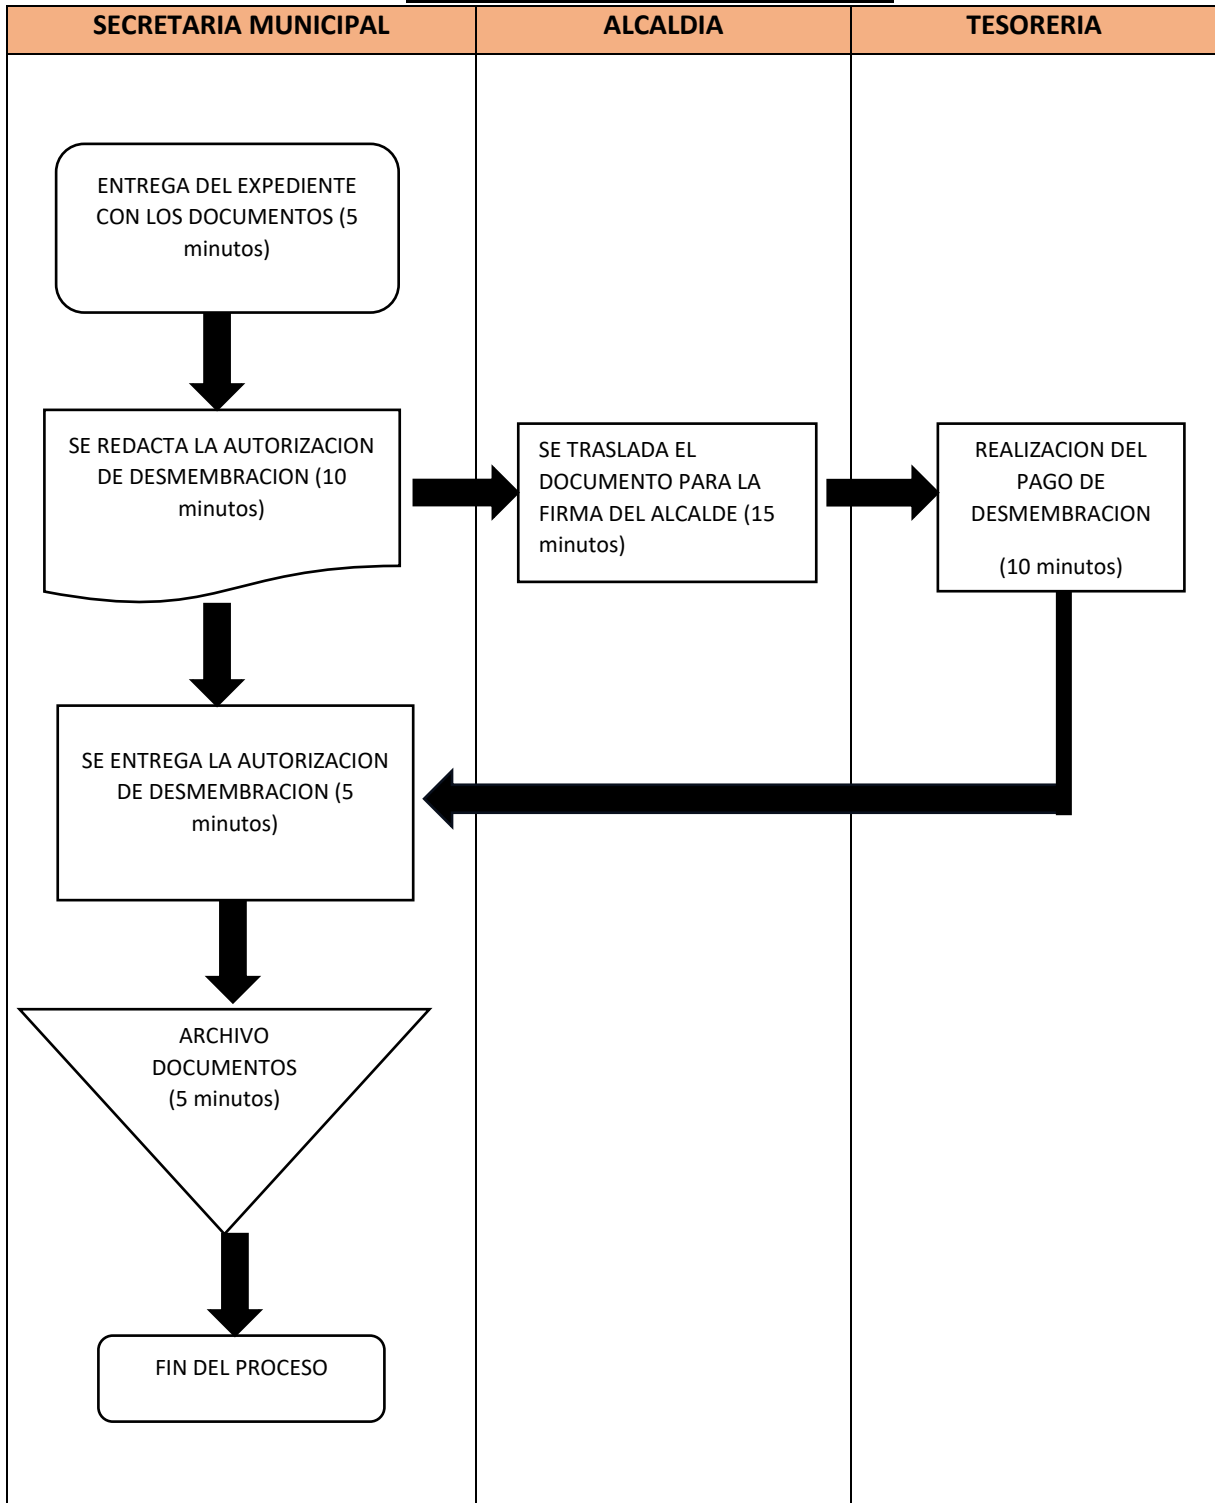 SECRETARIA MUNICIPAL
ALCALDIA
TESORERIA
ENTREGA DEL EXPEDIENTE
CON LOS DOCUMENTOS (5
minutos)
SE REDACTA LA AUTORIZACION
DE DESMEMBRACION (10
minutos)
SE TRASLADA EL
DOCUMENTO PARA LA
FIRMA DEL ALCALDE (15
minutos)
REALIZACION DEL
PAGO DE
DESMEMBRACION
(10 minutos)
SE ENTREGA LA AUTORIZACION
DE DESMEMBRACION (5
minutos)
ARCHIVO
DOCUMENTOS
(5 minutos)
FIN DEL PROCESO